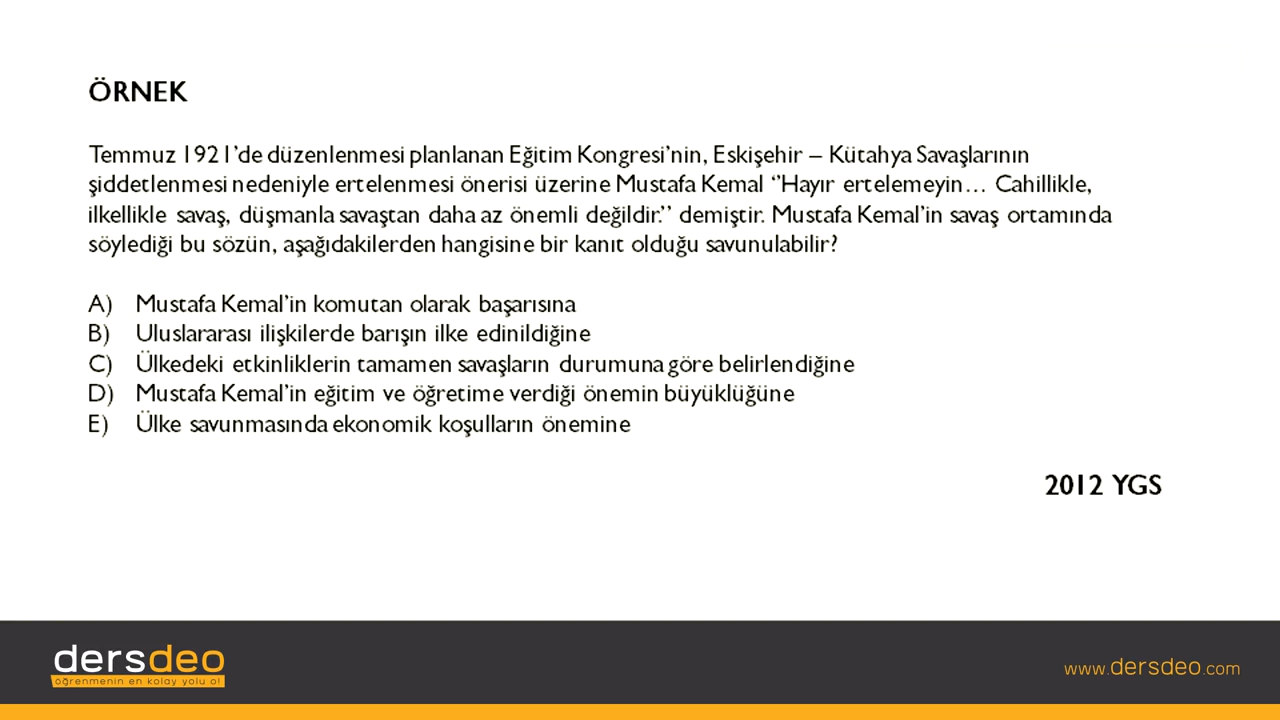 ÖRNEK
Temmuz 1921’de düzenlenmesi planlanan Eğitim Kongresi’nin, Eskişehir – Kütahya Savaşlarının
şiddetlenmesi nedeniyle ertelenmesi önerisi üzerine Mustafa Kemal ‘’Hayır ertelemeyin… Cahillikle,
ilkellikle savaş, düşmanla savaştan daha az önemli değildir.’’ demiştir. Mustafa Kemal’in savaş ortamında
söylediği bu sözün, aşağıdakilerden hangisine bir kanıt olduğu savunulabilir?
A) Mustafa Kemal’in komutan olarak başarısına
B) Uluslararası ilişkilerde barışın ilke edinildiğine
C) Ülkedeki etkinliklerin tamamen savaşların durumuna göre belirlendiğine
D) Mustafa Kemal’in eğitim ve öğretime verdiği önemin büyüklüğüne
E) Ülke savunmasında ekonomik koşulların önemine
2012 YGS
dersdeo
öğrenmenin en kolay yolu o!
www.dersdeo.com